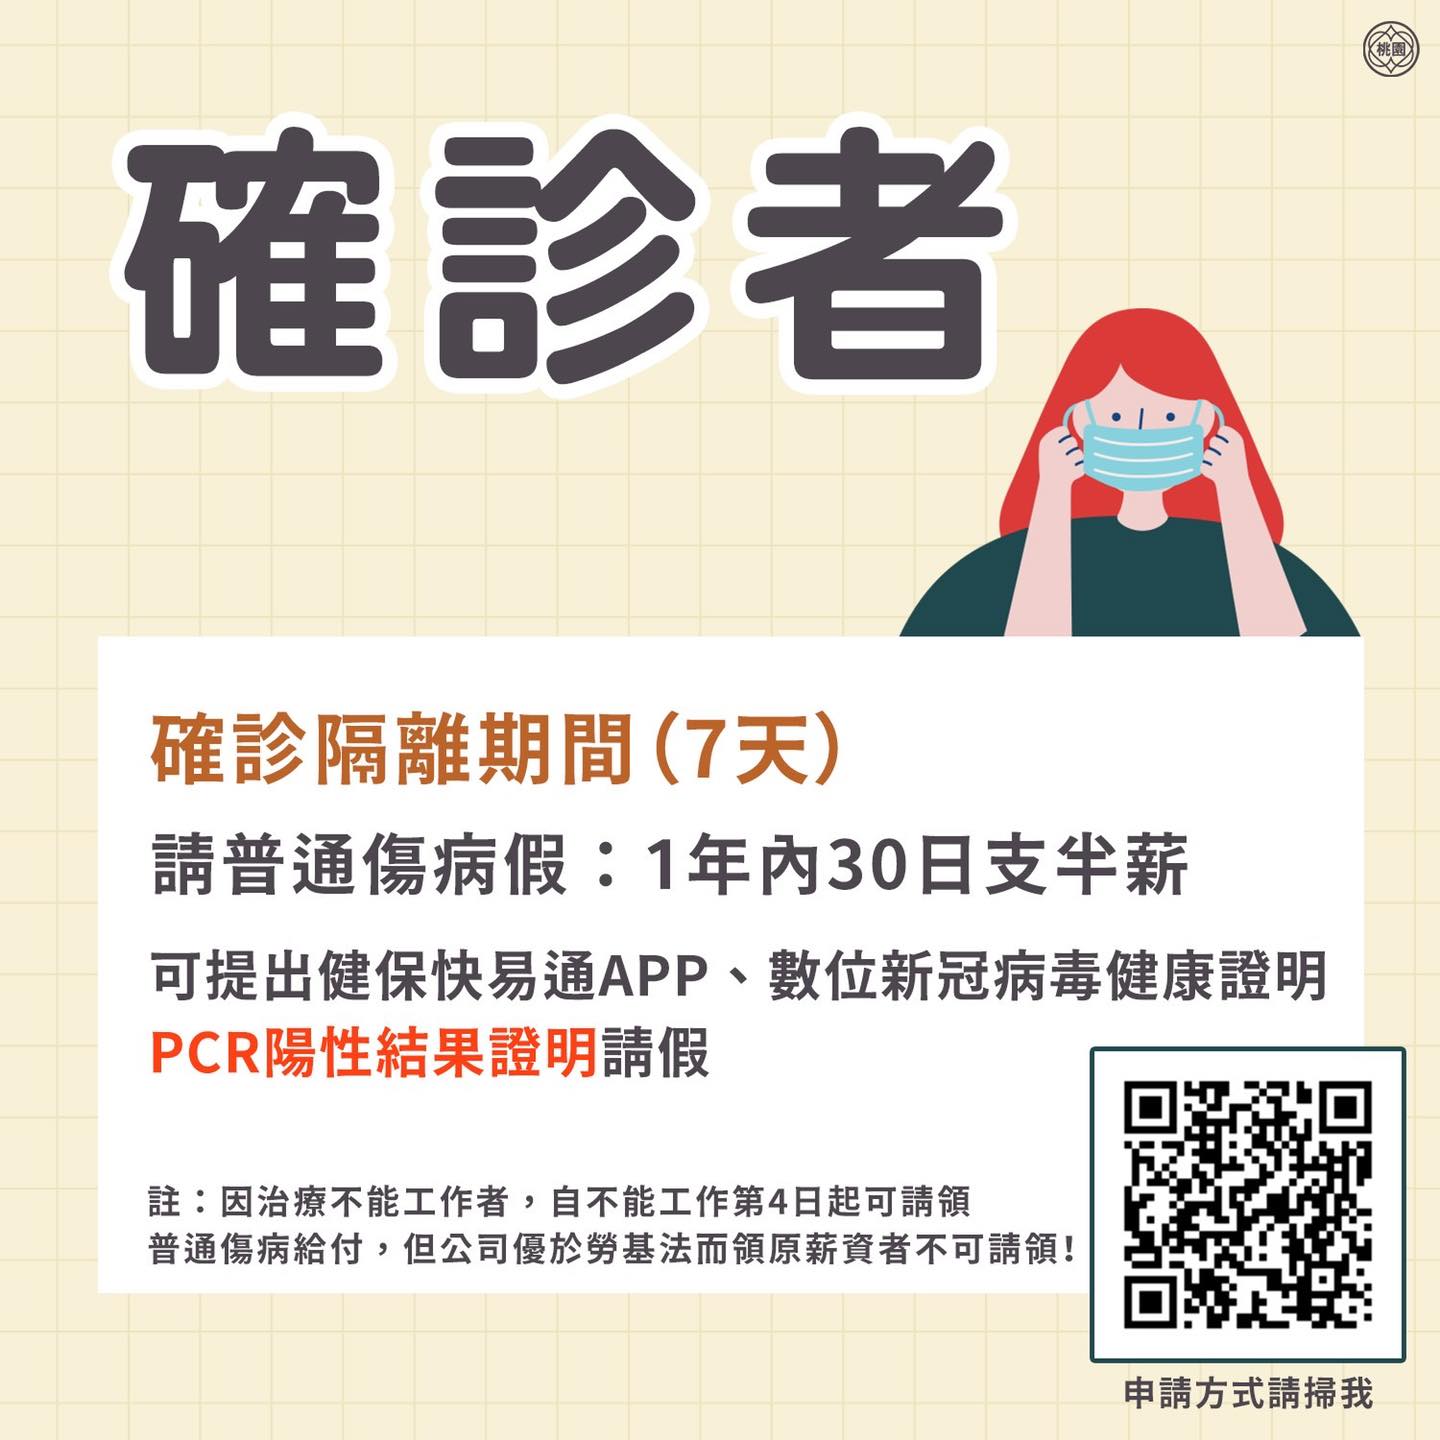 桃園
確診者
確診隔離期間(7天)
請普通傷病假：1年內30日支半薪
可提出健保快易通APP、數位新冠病毒健康證明
PCR陽性結果證明請假
註：因治療不能工作者，自不能工作第4日起可請領
普通傷病給付，但公司優於勞基法而領原薪資者不可請領！
申請方式請掃我